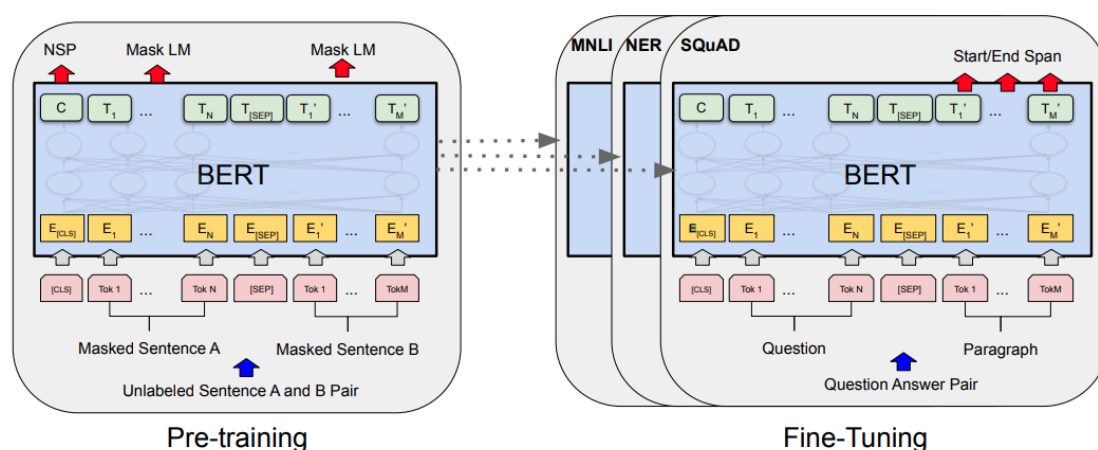 NSP Mask LM Mask LM
C T1 ... TN T[SEP] T1' ... TM'
BERT
E[CLS] E1 ... EN E[SEP] E1' ... EM'
[CLS] Tok 1 ... Tok N [SEP] Tok 1 ... TokM
Masked Sentence A Masked Sentence B
Unlabeled Sentence A and B Pair
Pre-training
MNLI NER SQuAD
Start/End Span
C T1 ... TN T[SEP] T1' ... TM'
BERT
E[CLS] E1 ... EN E[SEP] E1' ... EM'
[CLS] Tok 1 ... Tok N [SEP] Tok 1 ... TokM
Question Paragraph
Question Answer Pair
Fine-Tuning